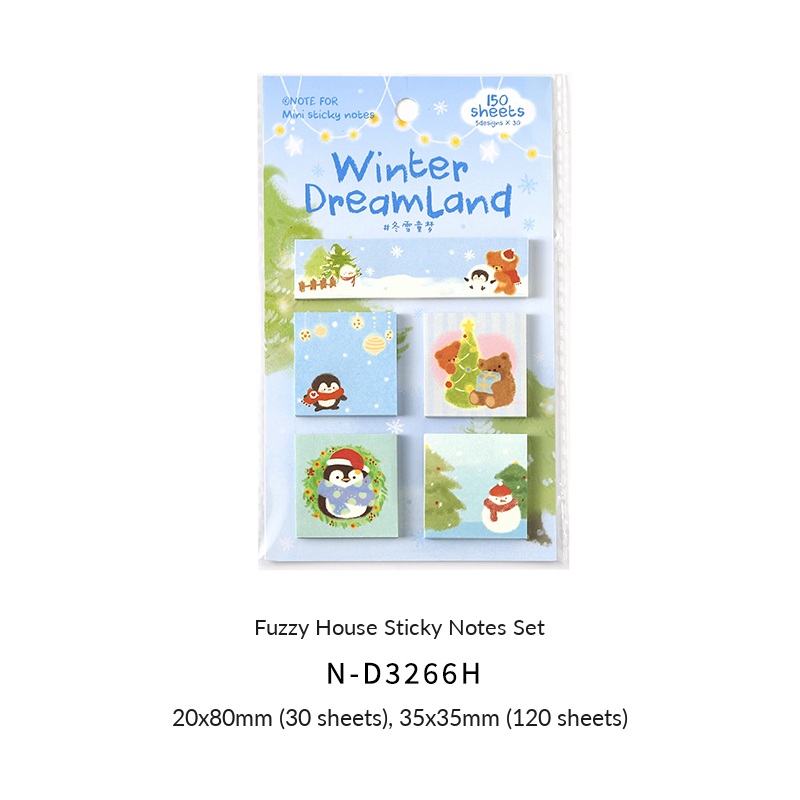 ©NOTE FOR
Mini sticky notes
150
sheets
5designs X 30
Winter
DreamLand
#冬雪童梦
Fuzzy House Sticky Notes Set
N-D3266H
20x80mm (30 sheets), 35x35mm (120 sheets)